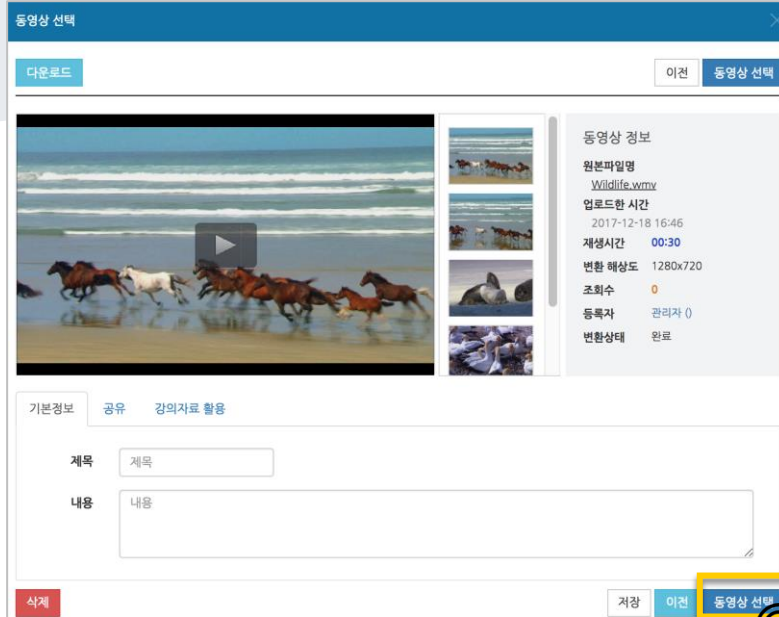 동영상 선택
다운로드
이전
동영상 선택
동영상 정보
원본파일명
Wildlife.wmv
업로드한 시간
2017-12-18 16:46
재생시간 00:30
변환 해상도 1280x720
조회수 0
등록자 관리자 ()
변환상태 완료
기본정보 공유 강의자료 활용
제목 제목
내용 내용
삭제
저장 이전 동영상 선택